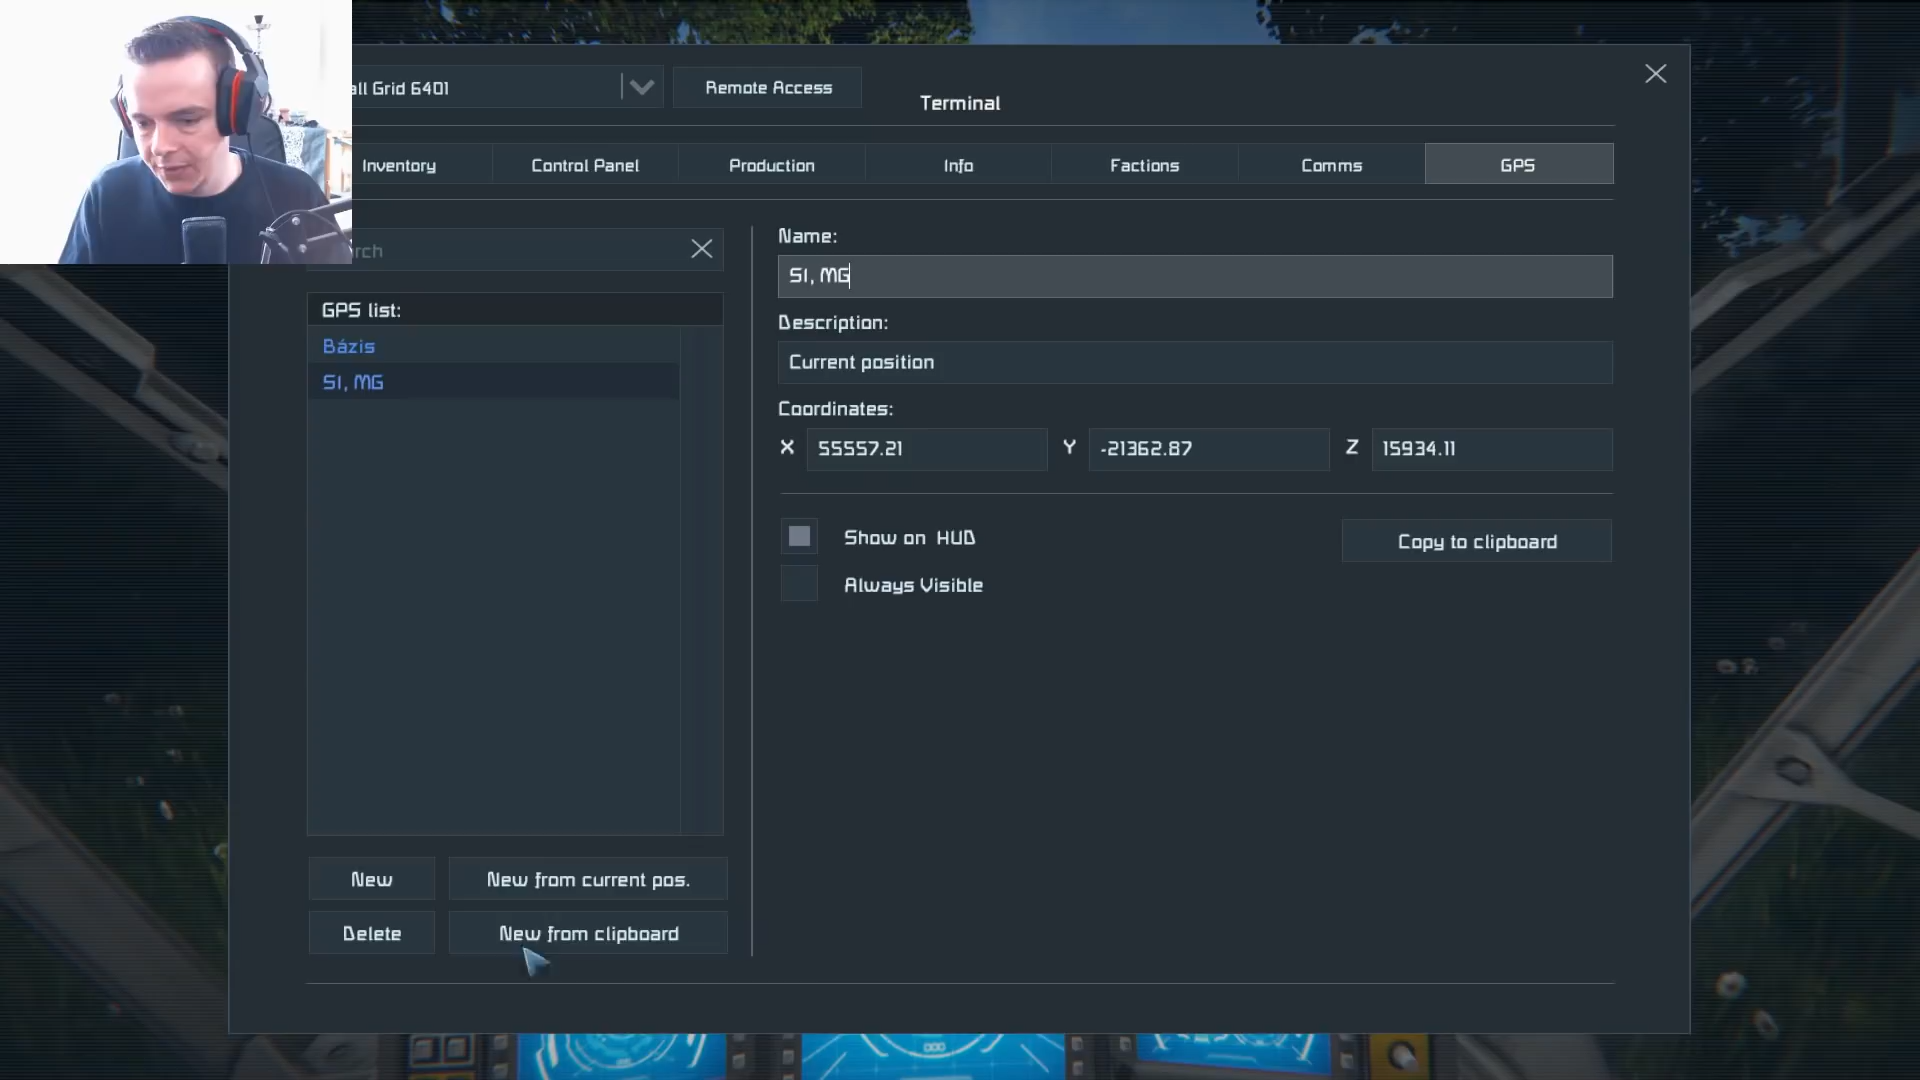 all Grid 6401
Remote Access
Terminal
Inventory
Control Panel
Production
Info
Factions
Comms
GPS
rch
GPS list:
Bázis
SI, MG
New
New from current pos.
Delete
New from clipboard
Name:
SI, MG
Description:
Current position
Coordinates:
X 55557.21 Y -21362.87 Z 15934.11
Show on HUD
Copy to clipboard
Always Visible